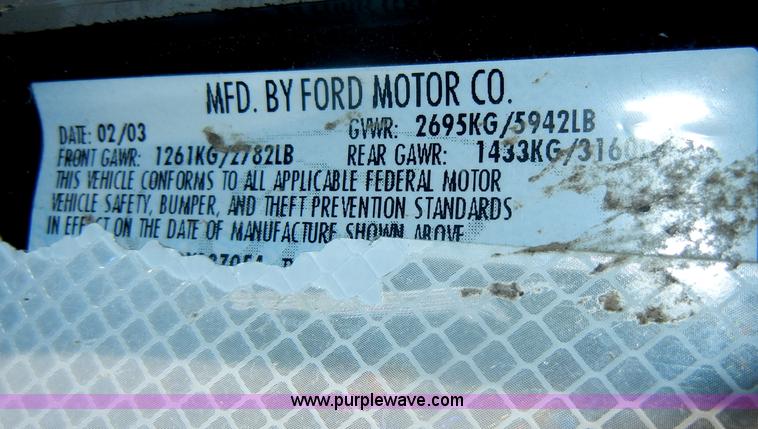 MFD. BY FORD MOTOR CO.
DATE: 02/03 GVWR: 2695KG/5942LB
FRONT GAWR: 1261KG/2782LB REAR GAWR: 1433KG/3160LB
THIS VEHICLE CONFORMS TO ALL APPLICABLE FEDERAL MOTOR
VEHICLE SAFETY, BUMPER, AND THEFT PREVENTION STANDARDS
IN EFFECT ON THE DATE OF MANUFACTURE SHOWN ABOVE
www.purplewave.com